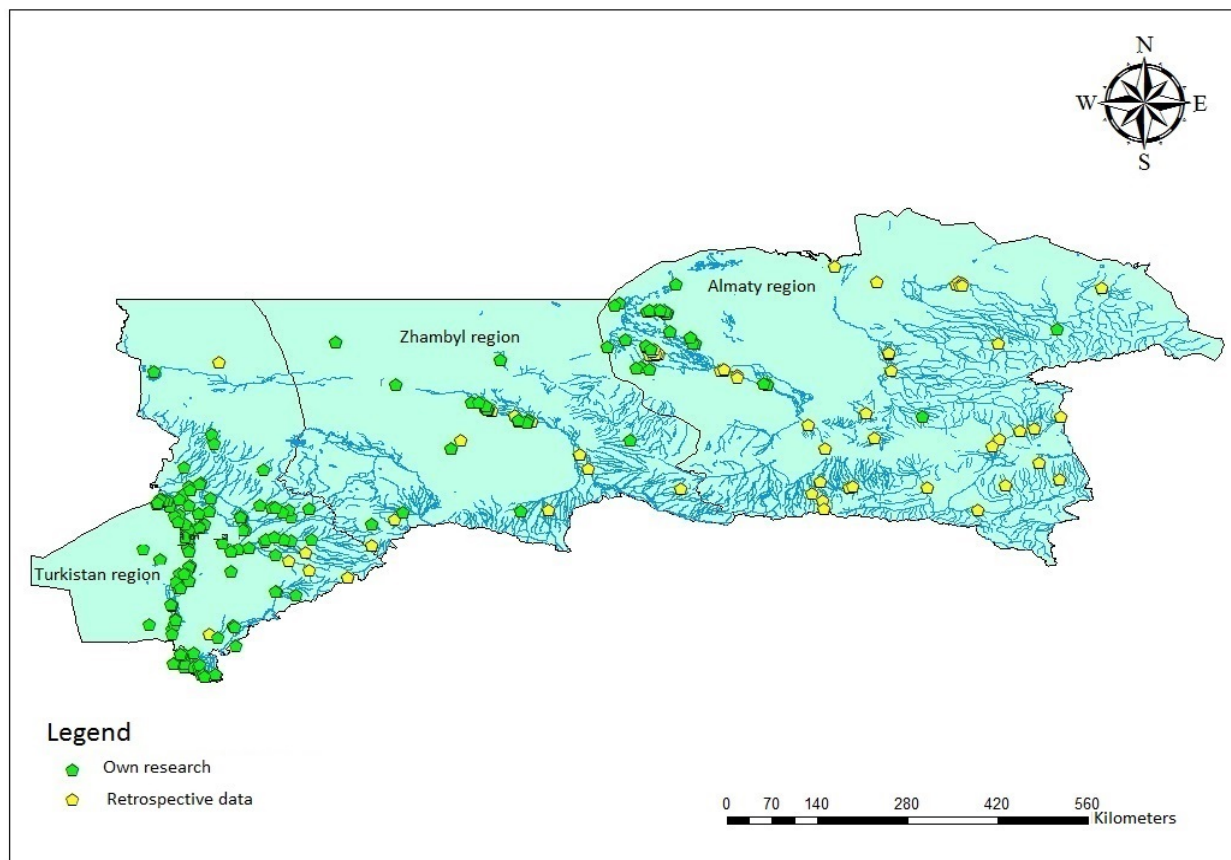 N
W E
S
Almaty region
Zhambyl region
Turkistan region
Legend
Own research
Retrospective data
0 70 140 280 420 560
Kilometers